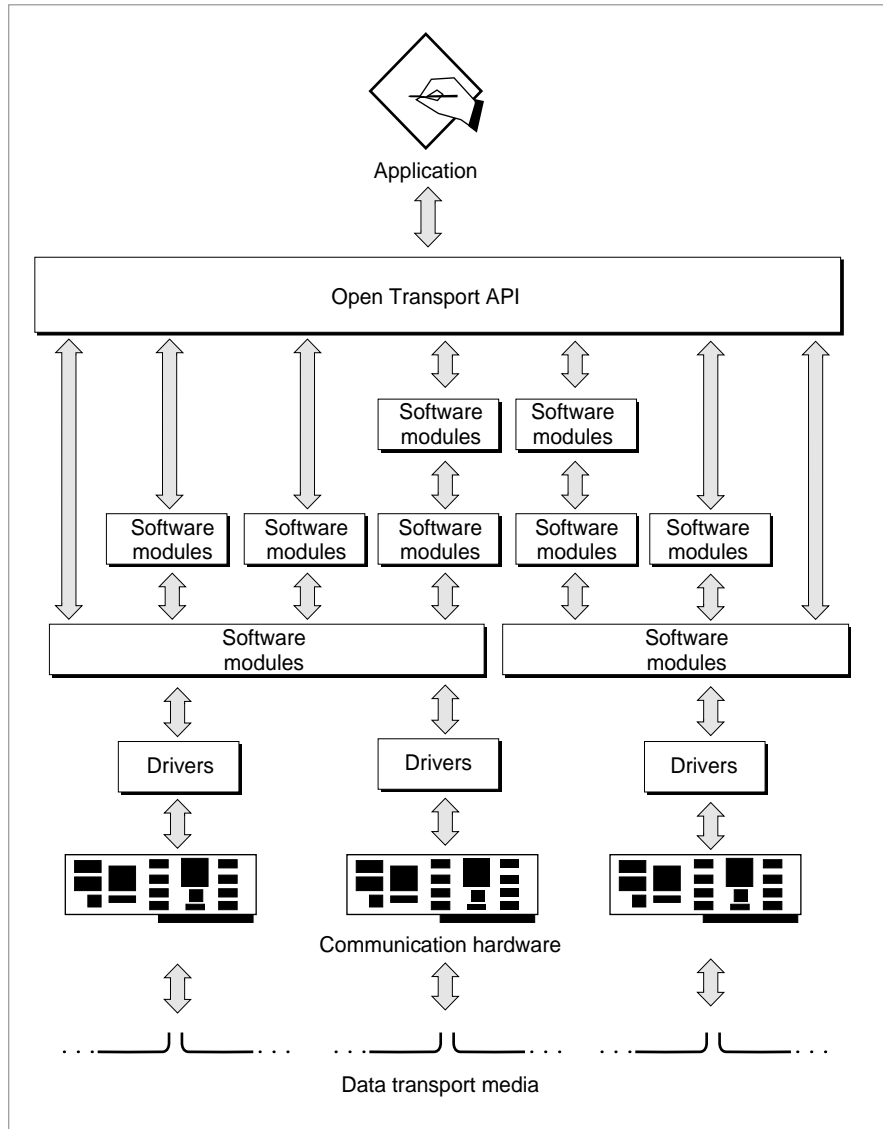 Application
Open Transport API
Software
modules
Software
modules
Software
modules
Software
modules
Software
modules
Software
modules
Software
modules
Software
modules
Software
modules
Drivers
Drivers
Drivers
Communication hardware
Data transport media